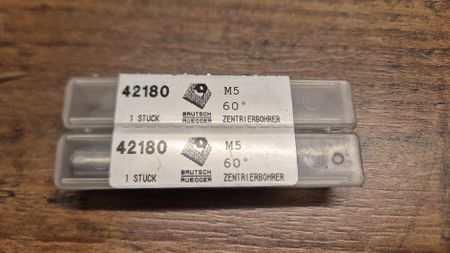 42180 M5
60°
1 STUCK BRUTSCH RUEGGER ZENTRIERBOHRER
42180 M5
60°
1 STUCK BRUTSCH RUEGGER ZENTRIERBOHRER